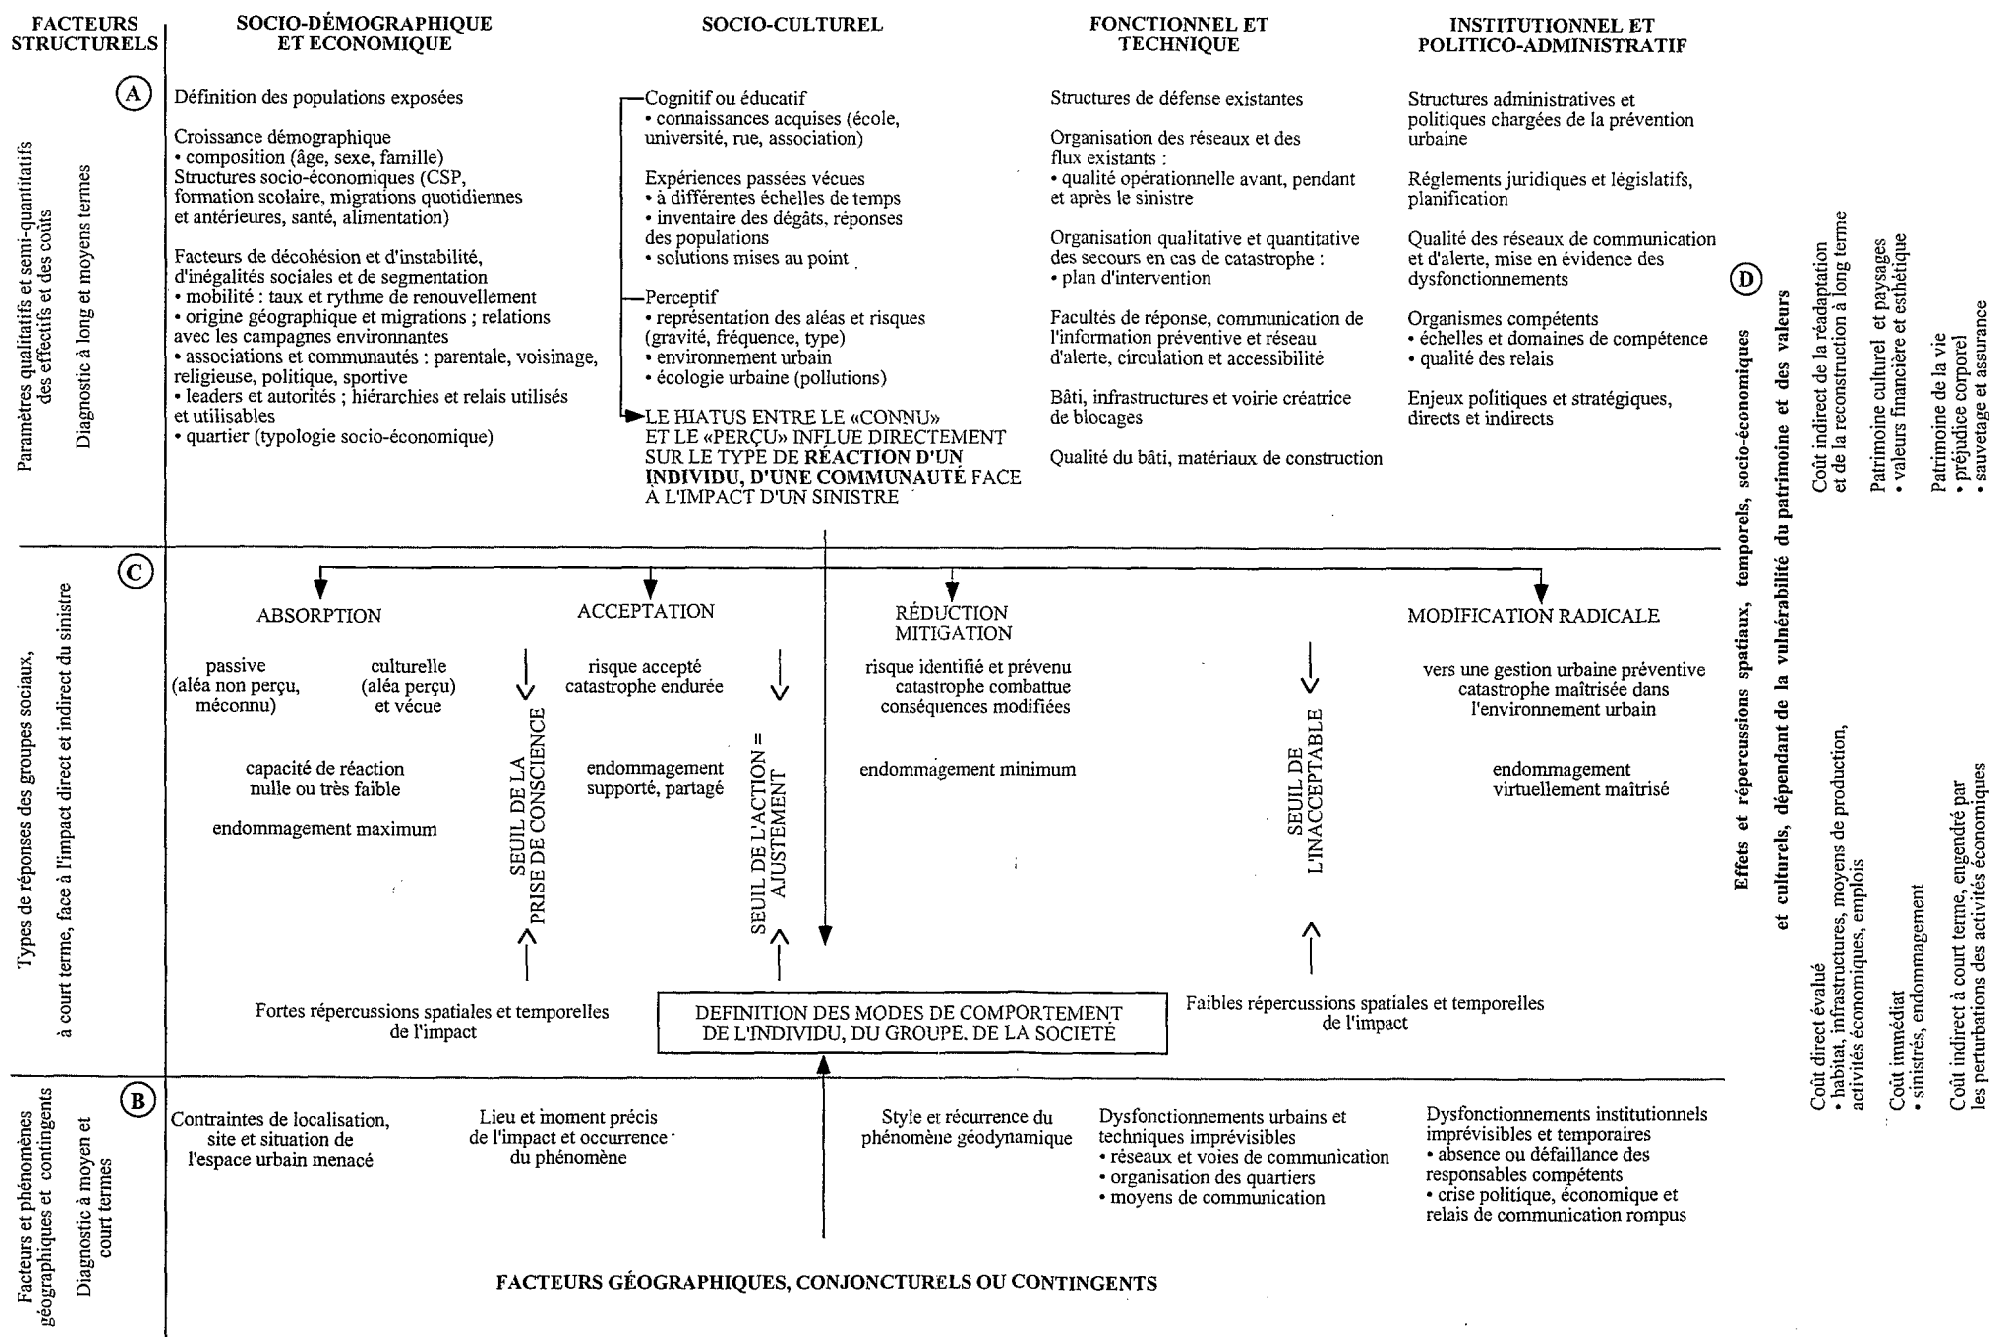 FACTEURS
STRUCTURELS
SOCIO-DÉMOGRAPHIQUE
ET ECONOMIQUE
SOCIO-CULTUREL
FONCTIONNEL ET
TECHNIQUE
INSTITUTIONNEL ET
POLITICO-ADMINISTRATIF
A
Paramètres qualitatifs et semi-quantitatifs
des effectifs et des coûts
Diagnostic à long et moyens termes
Définition des populations exposées
Croissance démographique
• composition (âge, sexe, famille)
Structures socio-économiques (CSP,
formation scolaire, migrations quotidiennes
et antérieures, santé, alimentation)
Facteurs de décohésion et d'instabilité,
d'inégalités sociales et de segmentation
• mobilité : taux et rythme de renouvellement
• origine géographique et migrations ; relations
avec les campagnes environnantes
• associations et communautés : parentale, voisinage,
religieuse, politique, sportive
• leaders et autorités ; hiérarchies et relais utilisés
et utilisables
• quartier (typologie socio-économique)
Cognitif ou éducatif
• connaissances acquises (école,
université, rue, association)
Expériences passées vécues
• à différentes échelles de temps
• inventaire des dégâts, réponses
des populations
• solutions mises au point
Perceptif
• représentation des aléas et risques
(gravité, fréquence, type)
• environnement urbain
• écologie urbaine (pollutions)
LE HIATUS ENTRE LE «CONNU»
ET LE «PERÇU» INFLUE DIRECTEMENT
SUR LE TYPE DE RÉACTION D'UN
INDIVIDU, D'UNE COMMUNAUTÉ FACE
À L'IMPACT D'UN SINISTRE
Structures de défense existantes
Organisation des réseaux et des
flux existants :
• qualité opérationnelle avant, pendant
et après le sinistre
Organisation qualitative et quantitative
des secours en cas de catastrophe :
• plan d'intervention
Facultés de réponse, communication de
l'information préventive et réseau
d'alerte, circulation et accessibilité
Bâti, infrastructures et voirie créatrice
de blocages
Qualité du bâti, matériaux de construction
Structures administratives et
politiques chargées de la prévention
urbaine
Réglements juridiques et législatifs,
planification
Qualité des réseaux de communication
et d'alerte, mise en évidence des
dysfonctionnements
Organismes compétents
• échelles et domaines de compétence
• qualité des relais
Enjeux politiques et stratégiques,
directs et indirects
C
Types de réponses des groupes sociaux,
à court terme, face à l'impact direct et indirect du sinistre
ABSORPTION
passive
(aléa non perçu,
méconnu)
culturelle
(aléa perçu)
et vécue
capacité de réaction
nulle ou très faible
endommagement maximum
SEUIL DE LA
PRISE DE CONSCIENCE
ACCEPTATION
risque accepté
catastrophe endurée
endommagement
supporté, partagé
SEUIL DE L'ACTION =
AJUSTEMENT
RÉDUCTION
MITIGATION
risque identifié et prévenu
catastrophe combattue
conséquences modifiées
endommagement minimum
SEUIL DE
L'INACCEPTABLE
MODIFICATION RADICALE
vers une gestion urbaine préventive
catastrophe maîtrisée dans
l'environnement urbain
endommagement
virtuellement maîtrisé
Fortes répercussions spatiales et temporelles
de l'impact
DEFINITION DES MODES DE COMPORTEMENT
DE L'INDIVIDU, DU GROUPE. DE LA SOCIETÉ
Faibles répercussions spatiales et temporelles
de l'impact
B
Facteurs et phénomènes
géographiques et contingents
Diagnostic à moyen et
court termes
Contraintes de localisation,
site et situation de
l'espace urbain menacé
Lieu et moment précis
de l'impact et occurrence
du phénomène
Style et récurrence du
phénomène géodynamique
Dysfonctionnements urbains et
techniques imprévisibles
• réseaux et voies de communication
• organisation des quartiers
• moyens de communication
Dysfonctionnements institutionnels
imprévisibles et temporaires
• absence ou défaillance des
responsables compétents
• crise politique, économique et
relais de communication rompus
FACTEURS GÉOGRAPHIQUES, CONJONCTURELS OU CONTINGENTS
D
Effets et répercussions spatiaux, temporels, socio-économiques
et culturels, dépendant de la vulnérabilité du patrimoine et des valeurs
Coût indirect de la réadaptation
et de la reconstruction à long terme
Patrimoine culturel et paysages
• valeurs financière et esthétique
Patrimoine de la vie
• préjudice corporel
• sauvetage et assurance
Coût direct évalué
• habitat, infrastructures, moyens de production,
activités économiques, emplois
Coût immédiat
• sinistrés, endommagement
Coût indirect à court terme, engendré par
les perturbations des activités économiques